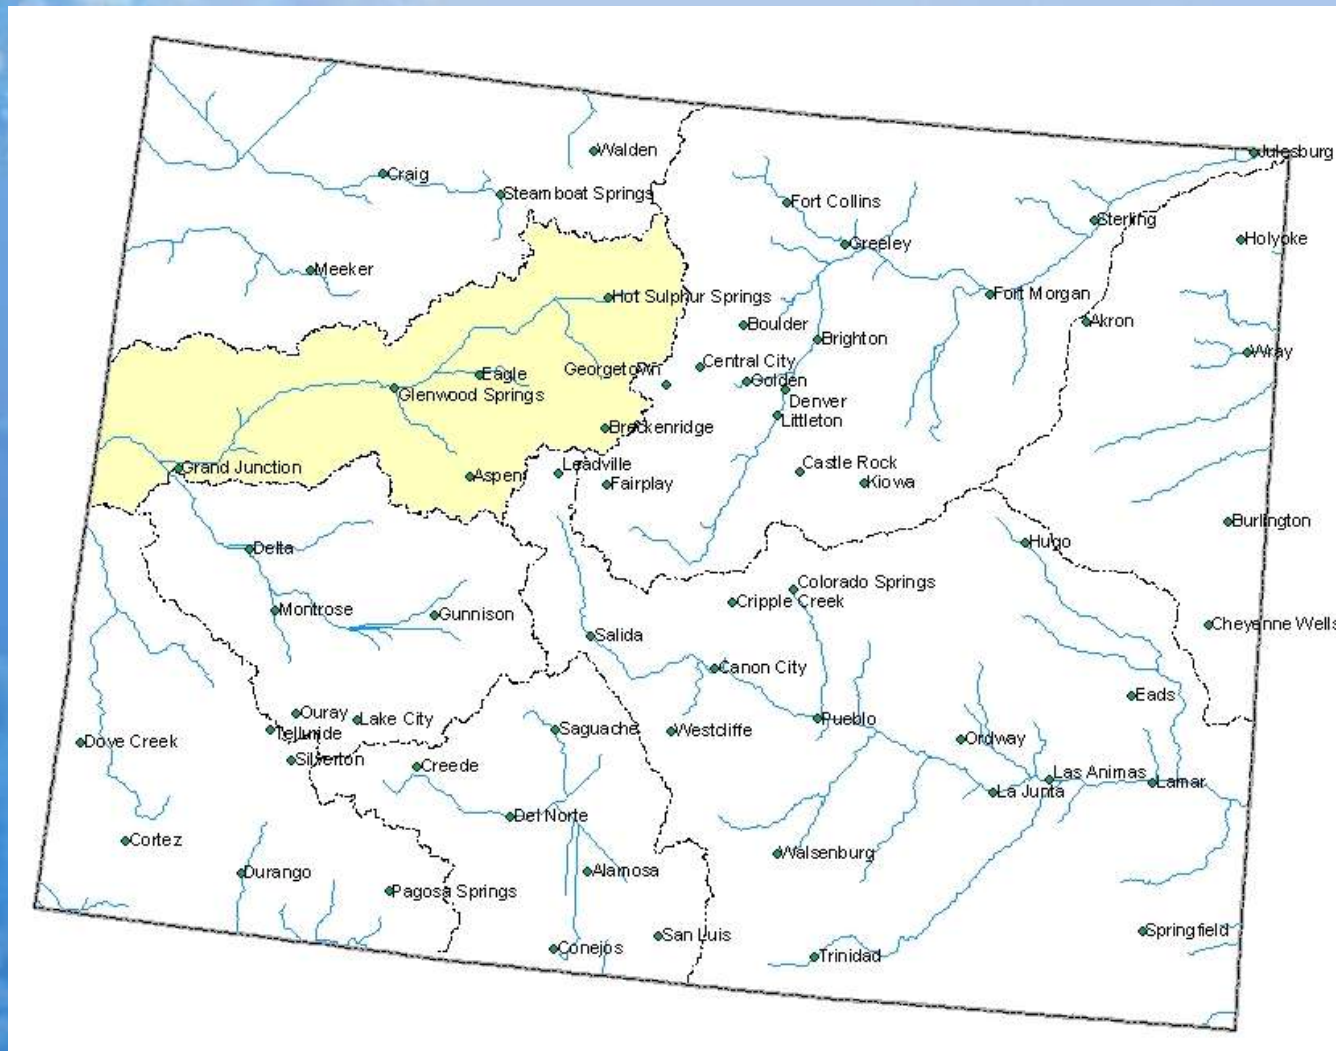 Julesburg
Walden
Craig
Steamboat Springs
Fort Collins
Sterling
Holyoke
Greeley
Meeker
Hot Sulphur Springs
Fort Morgan
Akron
Boulder
Brighton
Wray
Central City
Georgetown
Eagle
Golden
Glenwood Springs
Denver
Littleton
Breckenridge
Castle Rock
Grand Junction
Leadville
Aspen
Fairplay
Kiowa
Burlington
Hugo
Delta
Colorado Springs
Cripple Creek
Montrose
Gunnison
Cheyenne Wells
Salida
Canon City
Eads
Ouray
Lake City
Pueblo
Telluride
Saguache
Westcliffe
Ordway
Dove Creek
Silverton
Creede
Las Animas
Lamar
La Junta
Del Norte
Cortez
Walsenburg
Durango
Alamosa
Pagosa Springs
Springfield
San Luis
Conejos
Trinidad